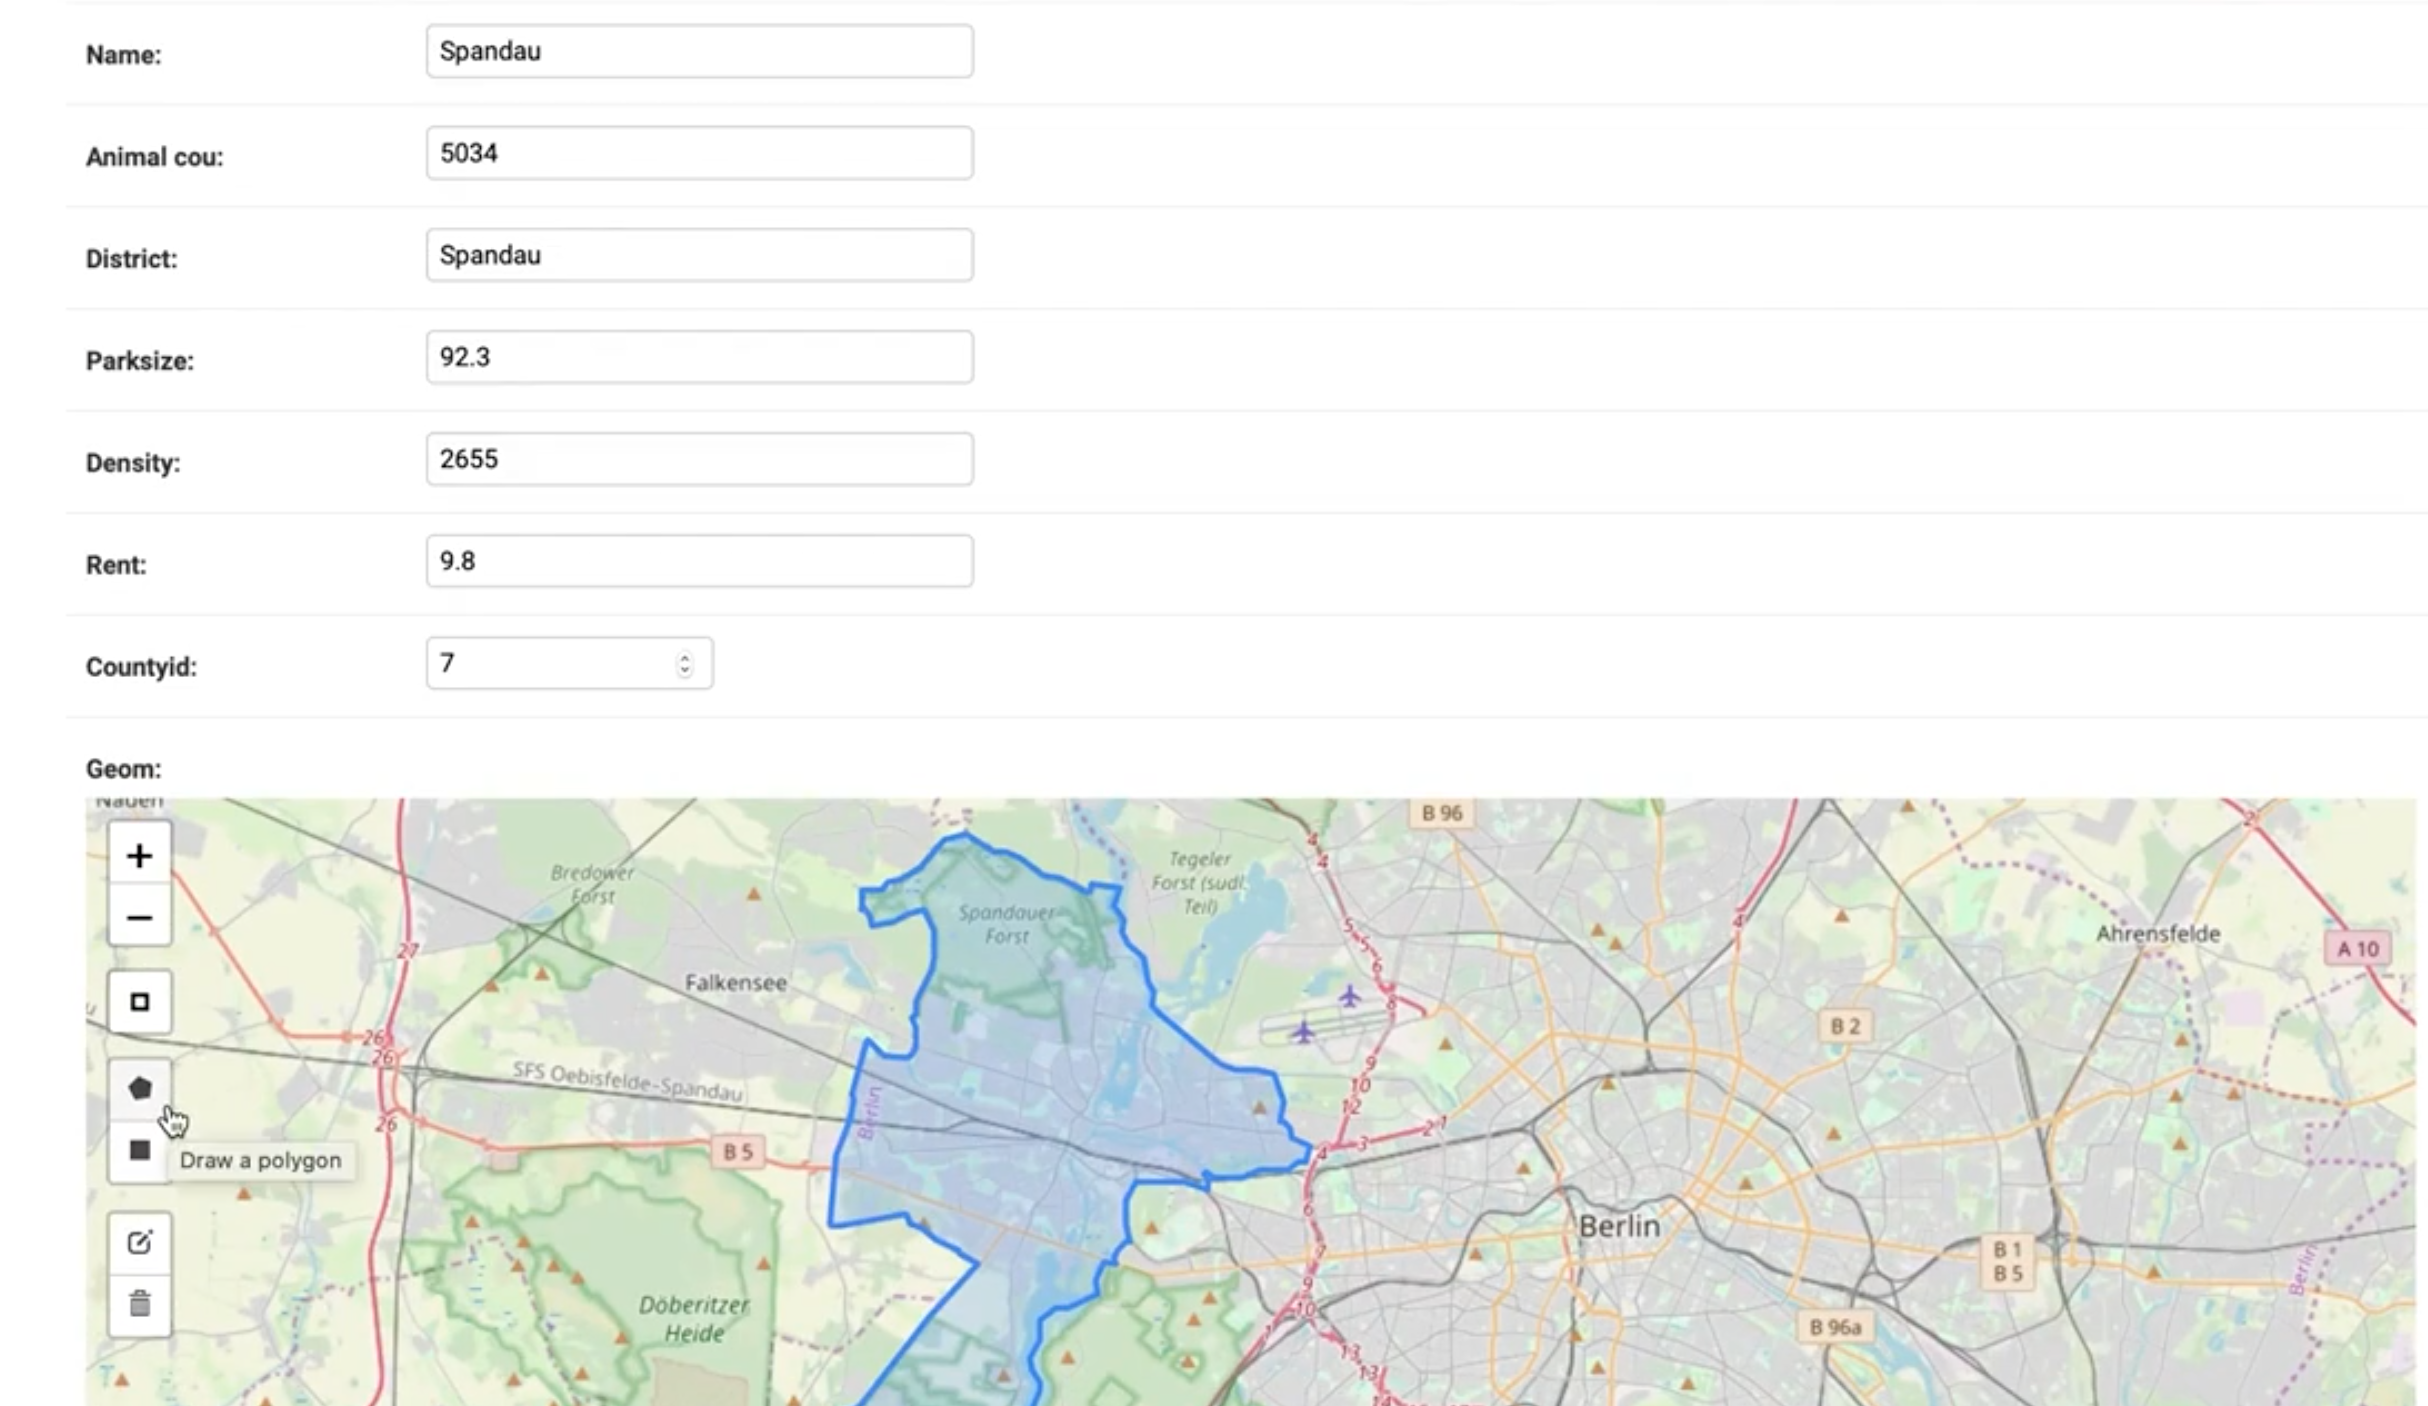 Name:
Spandau
Animal cou:
5034
District:
Spandau
Parksize:
92.3
Density:
2655
Rent:
9.8
Countyid:
7
Geom:
Nauen
+
−
B 96
Bredower
Forst
Tegeler
Forst (südl.
Teil)
Spandauer
Forst
Ahrensfelde
A 10
27
Falkensee
4
4
5
5
6
8
4
2
B 2
26
26
26
SFS Oebisfelde-Spandau
Berlin
9
10
12
21
3
4
B 5
Draw a polygon
6
7
9
10
Berlin
B 1
B 5
Berlin
Döberitzer
Heide
B 96a
13
13
14